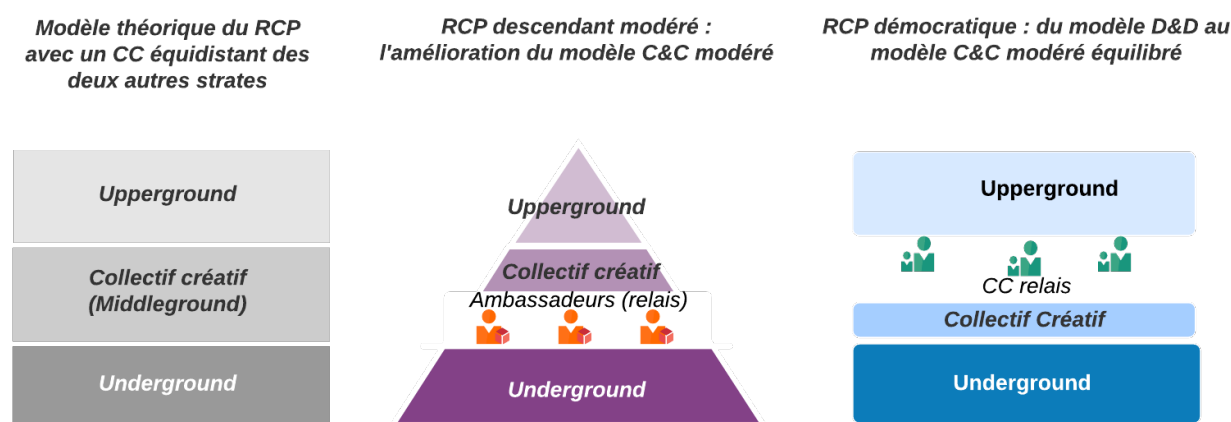 Modèle théorique du RCP
avec un CC équidistant des
deux autres strates
Upperground
Collectif créatif
(Middleground)
Underground
RCP descendant modéré :
l'amélioration du modèle C&C modéré
Upperground
Collectif créatif
Ambassadeurs (relais)
Underground
RCP démocratique : du modèle D&D au
modèle C&C modéré équilibré
Upperground
CC relais
Collectif Créatif
Underground